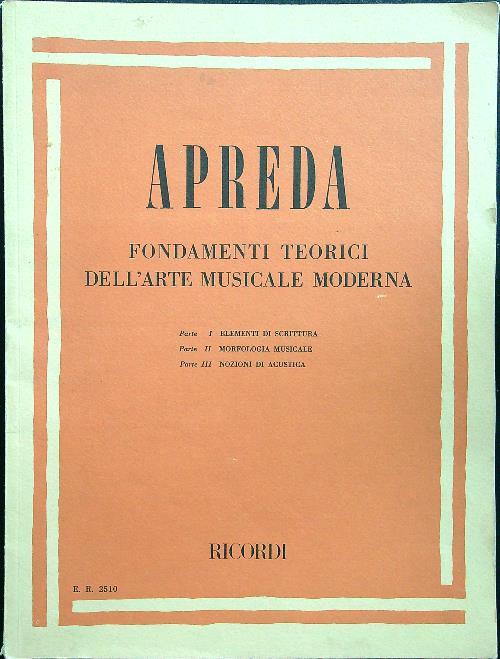 APREDA
FONDAMENTI TEORICI
DELL'ARTE MUSICALE MODERNA
Parte I ELEMENTI DI SCRITTURA
Parte II MORFOLOGIA MUSICALE
Parte III NOZIONI DI ACUSTICA
RICORDI
E. R. 2510